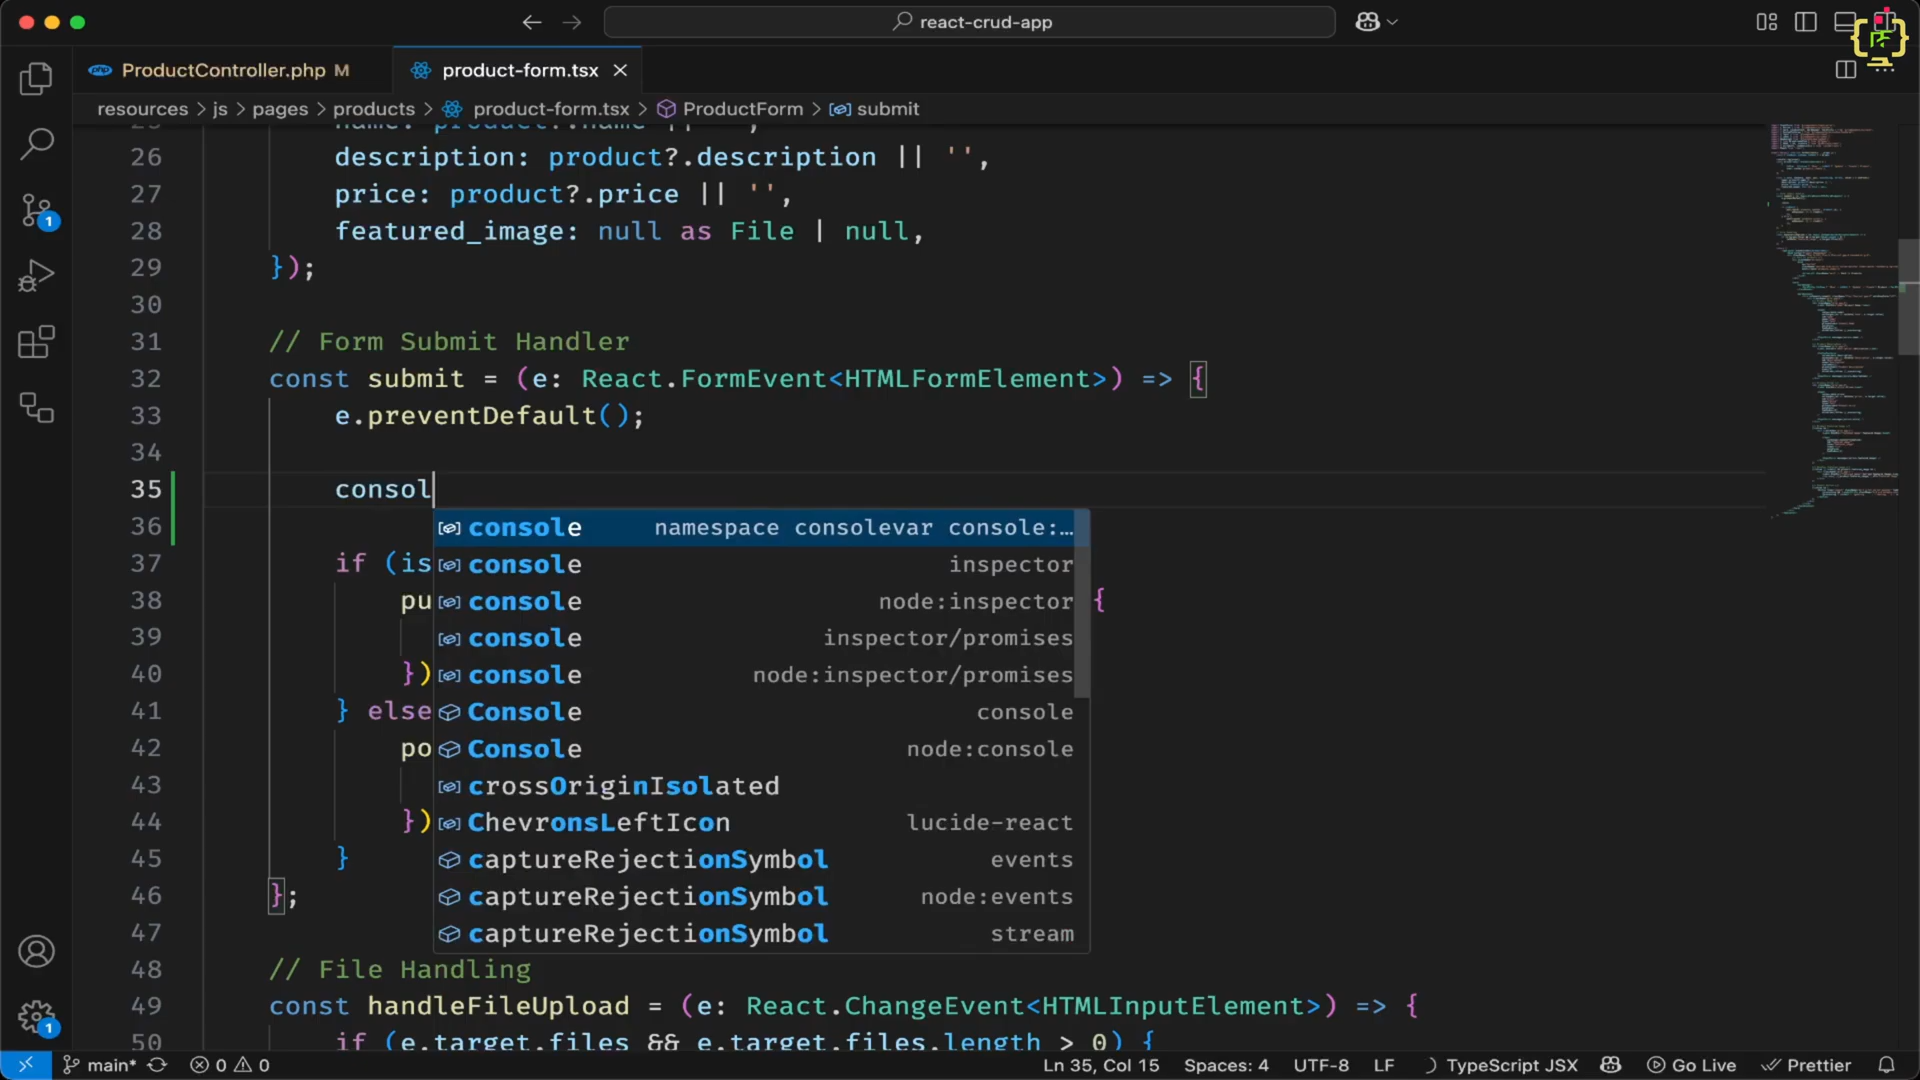 react-crud-app
ProductController.php M
product-form.tsx
resources > js > pages > products > product-form.tsx > ProductForm > submit
26 description: product?.description || '',
27 price: product?.price || '',
28 featured_image: null as File | null,
29 });
30
31 // Form Submit Handler
32 const submit = (e: React.FormEvent<HTMLFormElement>) => {
33 e.preventDefault();
34
35 consol
36
console namespace consolevar console:…
37 if (is
console inspector
38 pu
console node:inspector
{
39
console inspector/promises
40 })
console node:inspector/promises
41 } else
Console console
42 po
Console node:console
43
crossOriginIsolated
44 })
ChevronsLeftIcon lucide-react
45 }
captureRejectionSymbol events
46 };
captureRejectionSymbol node:events
47
captureRejectionSymbol stream
48 // File Handling
49 const handleFileUpload = (e: React.ChangeEvent<HTMLInputElement>) => {
50 if (e.target.files && e.target.files.length > 0) {
1
1
main* 0 0 Ln 35, Col 15 Spaces: 4 UTF-8 LF TypeScript JSX Go Live Prettier